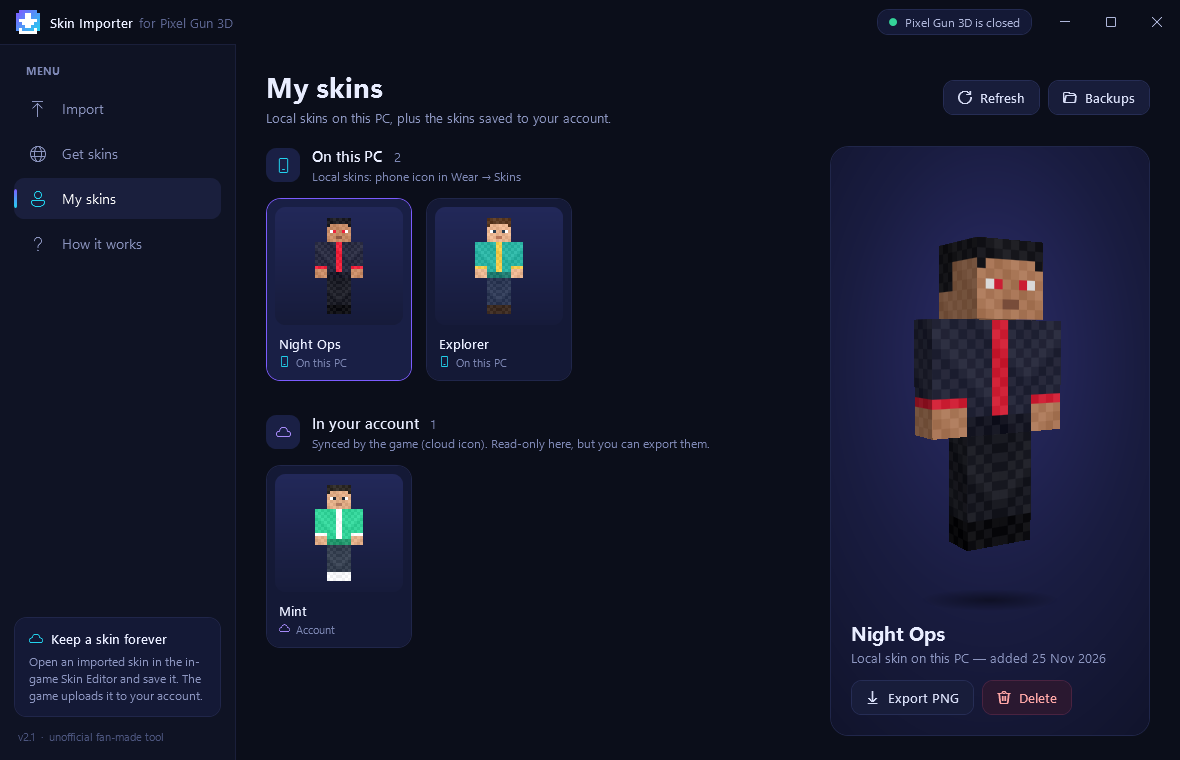 Skin Importer for Pixel Gun 3D
Pixel Gun 3D is closed
MENU
Import
Get skins
My skins
? How it works
Keep a skin forever
Open an imported skin in the in-
game Skin Editor and save it. The
game uploads it to your account.
v2.1 · unofficial fan-made tool
My skins
Local skins on this PC, plus the skins saved to your account.
Refresh
Backups
On this PC 2
Local skins: phone icon in Wear → Skins
Night Ops
On this PC
Explorer
On this PC
In your account 1
Synced by the game (cloud icon). Read-only here, but you can export them.
Mint
Account
Night Ops
Local skin on this PC — added 25 Nov 2026
Export PNG
Delete